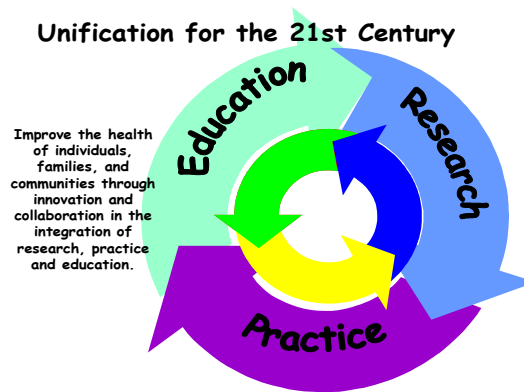 Unification for the 21st Century
Education
Research
Improve the health
of individuals,
families, and
communities through
innovation and
collaboration in the
integration of
research, practice
and education.
Practice